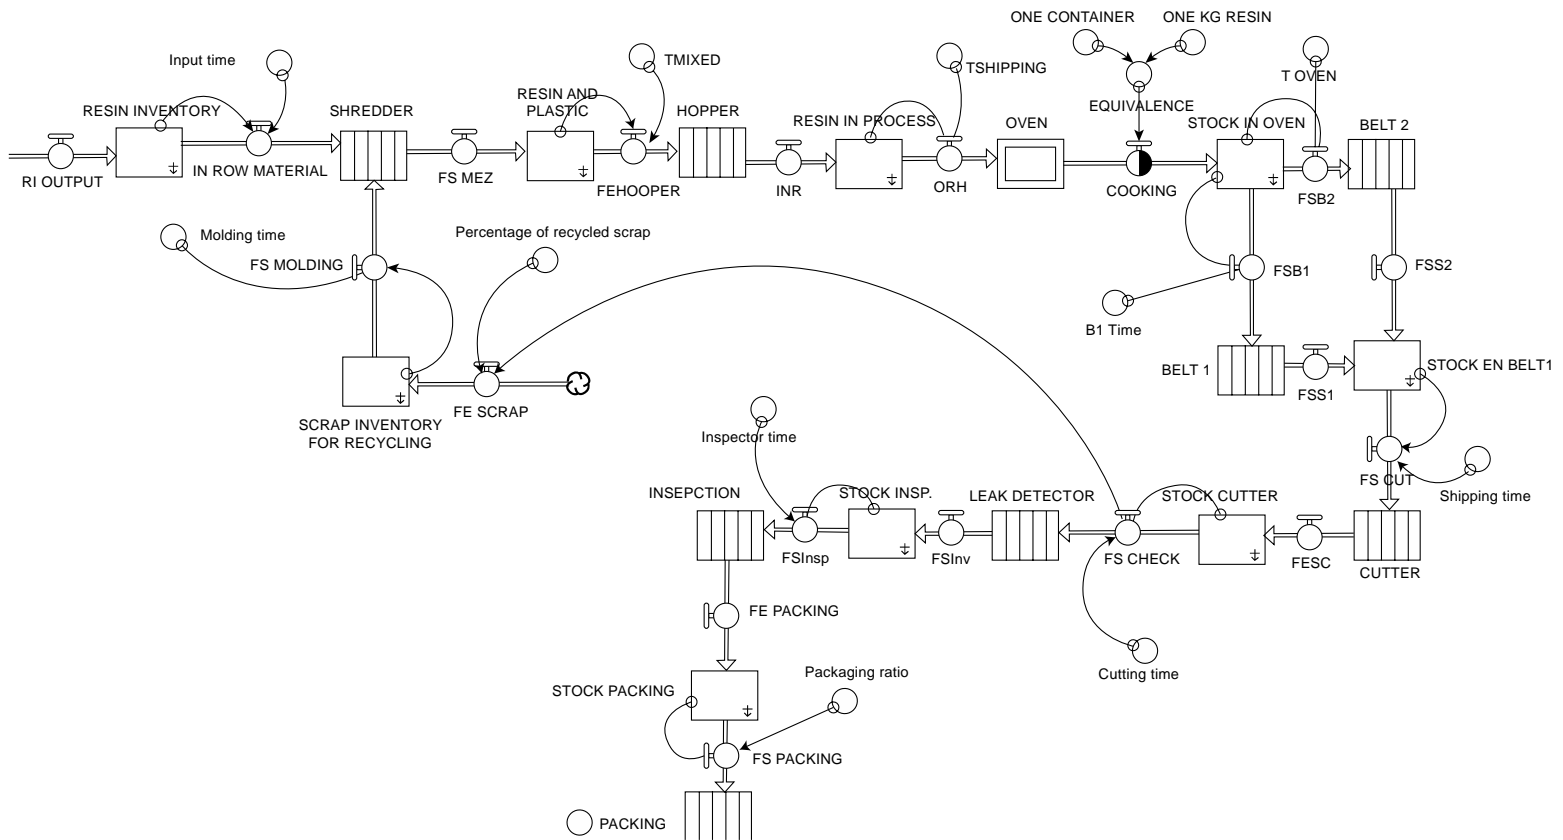 ONE CONTAINER
ONE KG RESIN
Input time
TMIXED
TSHIPPING
T OVEN
RESIN INVENTORY
SHREDDER
RESIN AND
PLASTIC
HOPPER
RESIN IN PROCESS
OVEN
EQUIVALENCE
STOCK IN OVEN
BELT 2
RI OUTPUT
IN ROW MATERIAL
FS MEZ
FEHOOPER
INR
ORH
COOKING
FSB2
Molding time
Percentage of recycled scrap
FS MOLDING
FSB1
FSS2
B1 Time
BELT 1
FSS1
STOCK EN BELT1
SCRAP INVENTORY
FOR RECYCLING
FE SCRAP
Inspector time
FS CUT
Shipping time
INSEPCTION
STOCK INSP.
LEAK DETECTOR
STOCK CUTTER
FSInsp
FSInv
FS CHECK
FESC
CUTTER
FE PACKING
Cutting time
STOCK PACKING
Packaging ratio
FS PACKING
PACKING